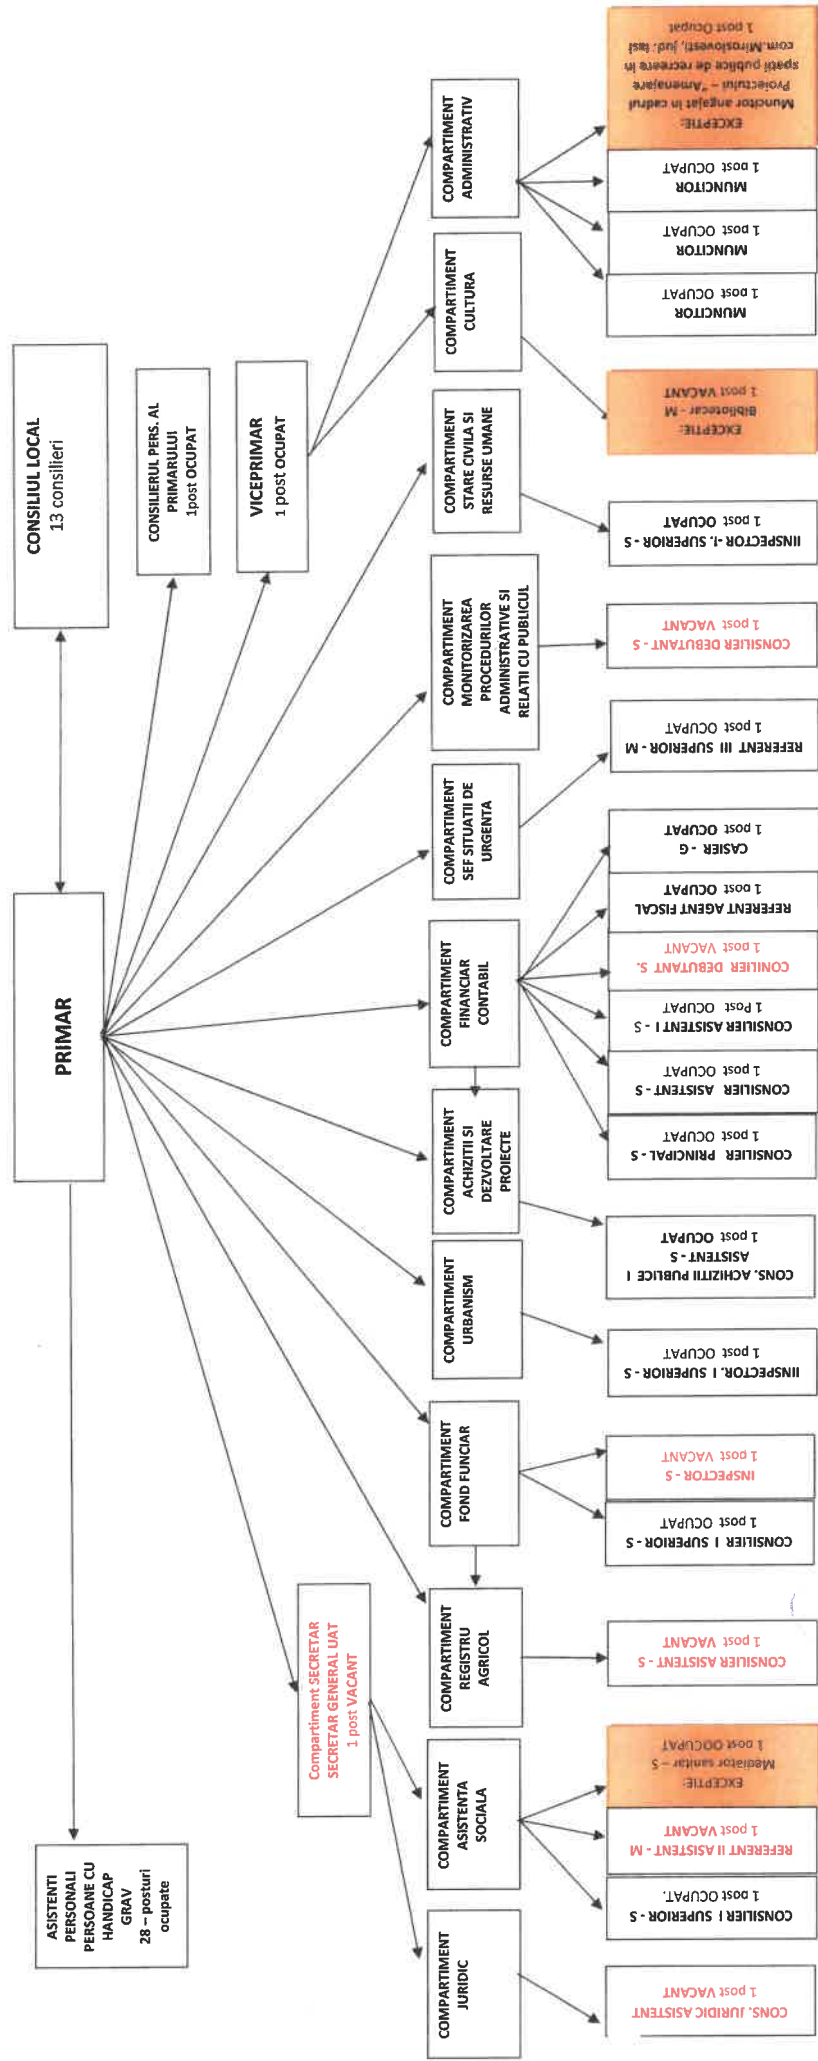 PRIMAR
CONSILIUL LOCAL
13 consilieri
ASISTENTI
PERSONALI
PERSOANE CU
HANDICAP
GRAV
28 – posturi
ocupate
CONSILIERUL PERS. AL
PRIMARULUI
1post OCUPAT
VICEPRIMAR
1 post OCUPAT
Compartiment SECRETAR
SECRETAR GENERAL UAT
1 post VACANT
COMPARTIMENT
JURIDIC
COMPARTIMENT
ASISTENTA
SOCIALA
COMPARTIMENT
REGISTRU
AGRICOL
COMPARTIMENT
FOND FUNCIAR
COMPARTIMENT
URBANISM
COMPARTIMENT
ACHIZITII SI
DEZVOLTARE
PROIECTE
COMPARTIMENT
FINANCIAR
CONTABIL
COMPARTIMENT
SEF SITUATII DE
URGENTA
COMPARTIMENT
MONITORIZAREA
PROCEDURILOR
ADMINISTRATIVE SI
RELATII CU PUBLICUL
COMPARTIMENT
STARE CIVILA SI
RESURSE UMANE
COMPARTIMENT
CULTURA
COMPARTIMENT
ADMINISTRATIV
CONS. JURIDIC ASISTENT
1 post VACANT
CONSILIER I SUPERIOR - S
1 post OCUPAT.
REFERENT II ASISTENT - M
1 post VACANT
EXCEPTIE:
Mediator sanitar – S
1 post OOCUPAT
CONSILIER ASISTENT - S
1 post VACANT
CONSILIER I SUPERIOR - S
1 post OCUPAT
INSPECTOR - S
1 post VACANT
IINSPECTOR. I SUPERIOR - S
1 post OCUPAT
CONS. ACHIZITII PUBLICE I
ASISTENT - S
1 post OCUPAT
CONSILIER PRINCIPAL - S
1 post OCUPAT
CONSILIER ASISTENT - S
1 post OCUPAT
CONSILIER ASISTENT I - S
1 Post OCUPAT
CONILIER DEBUTANT S.
1 post VACANT
REFERENT AGENT FISCAL
1 post OCUPAT
CASIER - G
1 post OCUPAT
REFERENT III SUPERIOR - M
1 post OCUPAT
CONSILIER DEBUTANT - S
1 post VACANT
IINSPECTOR -I. SUPERIOR - S
1 post OCUPAT
EXCEPTIE:
Bibliotecar - M
1 post VACANT
MUNCITOR
1 post OCUPAT
MUNCITOR
1 post OCUPAT
MUNCITOR
1 post OCUPAT
EXCEPTIE:
Muncitor angajat in cadrul
Proiectului – "Amenajare
spatii publice de recreere in
com.Miroslovesti, jud. Iasi
1 post Ocupat